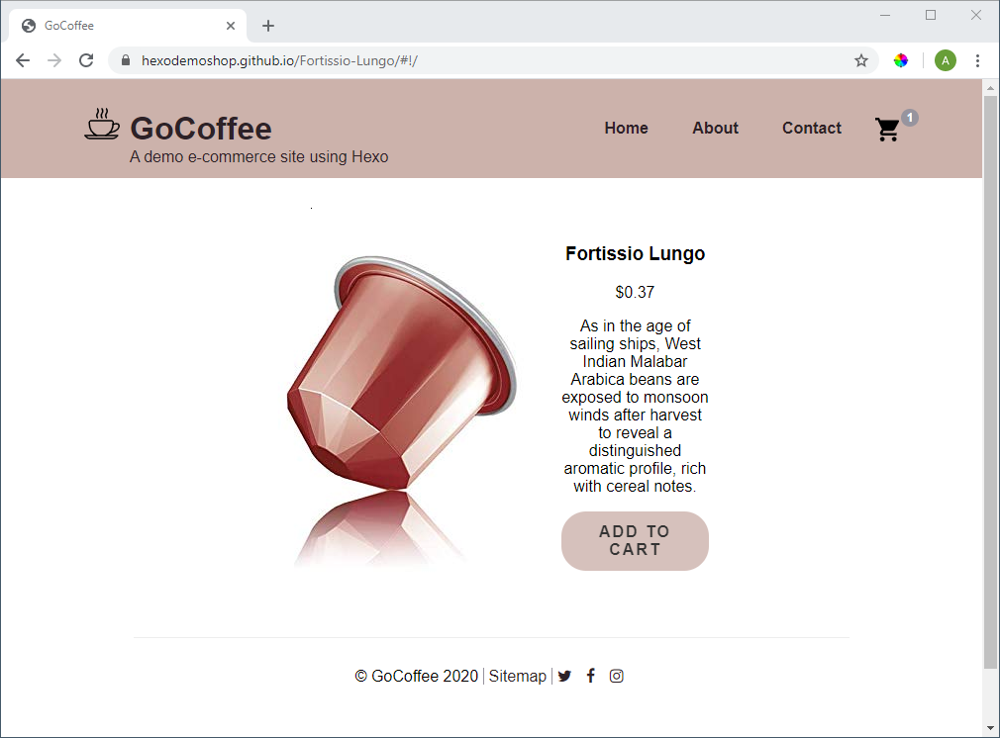 GoCoffee
hexodemoshop.github.io/Fortissio-Lungo/#!/
A
GoCoffee
A demo e-commerce site using Hexo
Home About Contact 1
Fortissio Lungo
$0.37
As in the age of
sailing ships, West
Indian Malabar
Arabica beans are
exposed to monsoon
winds after harvest
to reveal a
distinguished
aromatic profile, rich
with cereal notes.
ADD TO
CART
© GoCoffee 2020 | Sitemap |